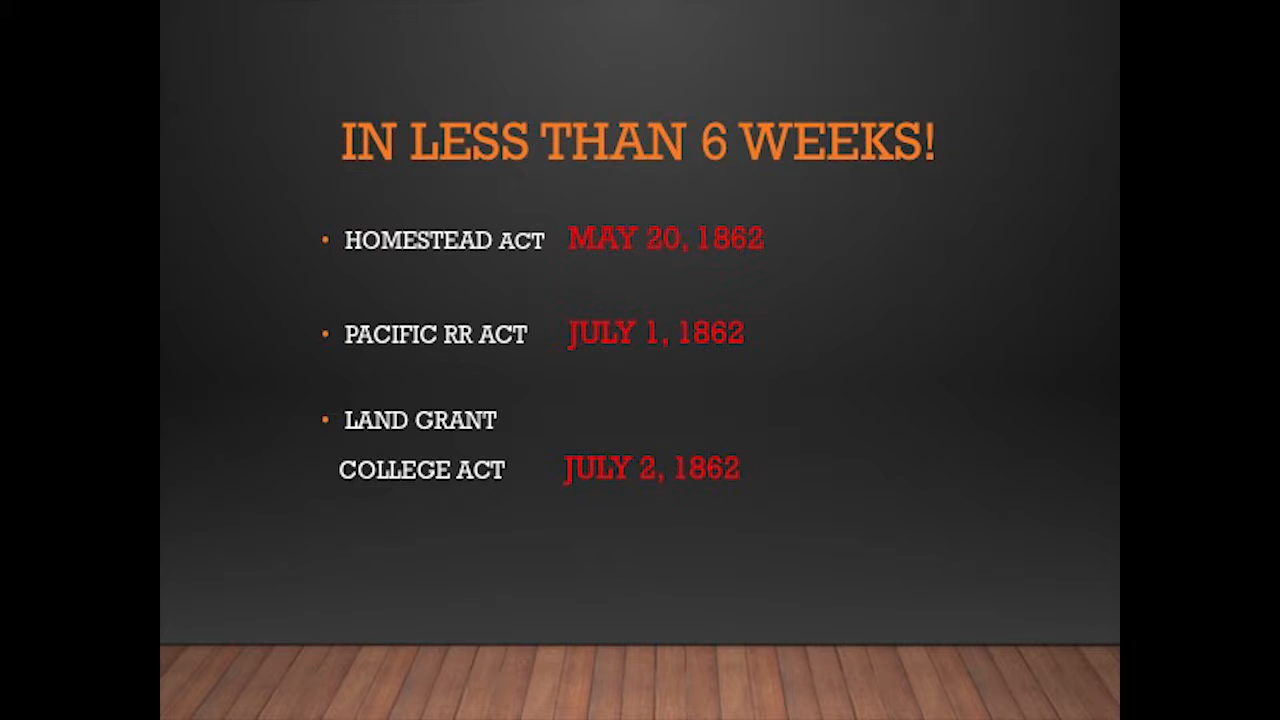 IN LESS THAN 6 WEEKS!
• HOMESTEAD ACT MAY 20, 1862
• PACIFIC RR ACT JULY 1, 1862
• LAND GRANT
COLLEGE ACT JULY 2, 1862